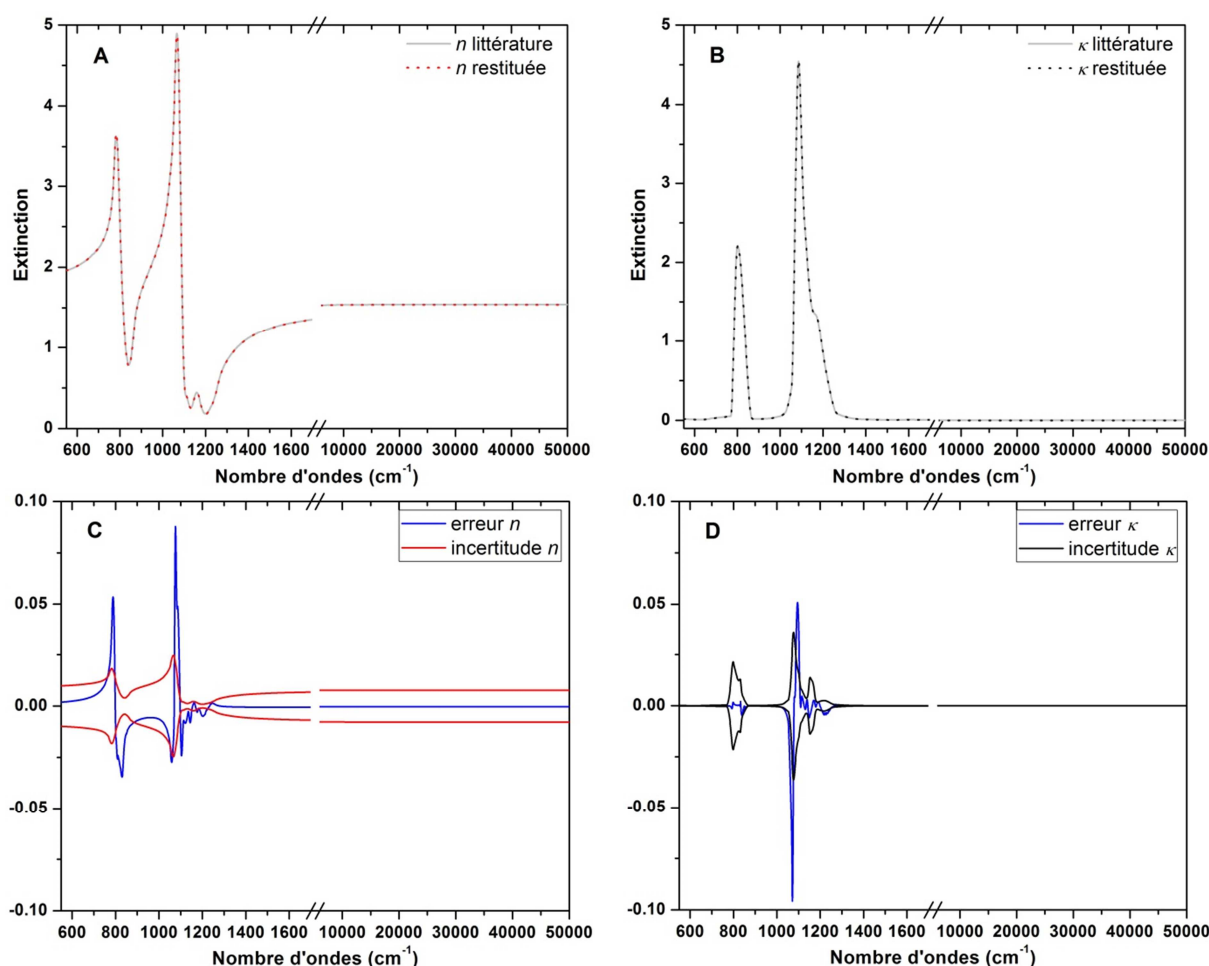 A
n littérature
n restituée
Extinction
5
4
3
2
1
0
600 800 1000 1200 1400 1600 10000 20000 30000 40000 50000
Nombre d'ondes (cm-1)
B
κ littérature
κ restituée
Extinction
5
4
3
2
1
0
600 800 1000 1200 1400 1600 10000 20000 30000 40000 50000
Nombre d'ondes (cm-1)
C
erreur n
incertitude n
0.10
0.05
0.00
-0.05
-0.10
600 800 1000 1200 1400 1600 10000 20000 30000 40000 50000
Nombre d'ondes (cm-1)
D
erreur κ
incertitude κ
0.10
0.05
0.00
-0.05
-0.10
600 800 1000 1200 1400 1600 10000 20000 30000 40000 50000
Nombre d'ondes (cm-1)